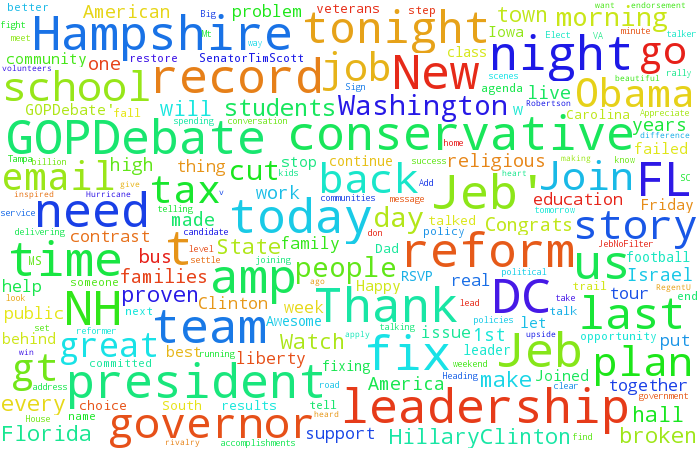 better
American
Big
problem
veterans
step
want
endorsement
fight
meet
Hampshire
Mr
tonight
town
morning
Elect
VA
way
talker
community
one
restore
SenatorTimScott
job
New
Iowa
class
night
go
minute
rally
volunteers
school
record
Sign
scenes
beautiful
agenda
live
Obama
GOPDebate'
fall
will
students
Washington
w
Robertson
Carolina
Appreciate
years
difference
spending
conversation
GOPDebate
conservative
home
failed
Tampa
billion
high
thing
cut
stop
continue
success
religious
know
making
email
kids
back
heart
Jeb'
Join
FL
SC
inspired
Hurricane
give
tax
work
communities
Add
message
education
Friday
tomorrow
service
need
telling
made
v
today
day
talked
Congrats
story
delivering
contrast
candidate
State
family
don
policy
JebNoFilter
time
bus
t
level
settle
joining
Dad
reform
political
us
football
MS
someone
families
amp
people
RSVP
real
Israel
help
look
proven
Clinton
ago
Happy
lead
DC
take
trail
RegentU
tour
end
public
NH
next
week
Thank
policies
talk
last
set
behind
reformer
team
Awesome
talking
issue
1st
let
opportunity
put
win
great
best
running
Watch
apply
fix
leader
upside
Jeb
plan
gt
committed
liberty
fixing
weekend
Joined
address
president
road
America
Heading
make
clear
together
every
House
choice
South
results
tell
leadership
government
hall
name
governor
heard
Florida
rivalry
accomplishments
support
HillaryClinton
find
broken